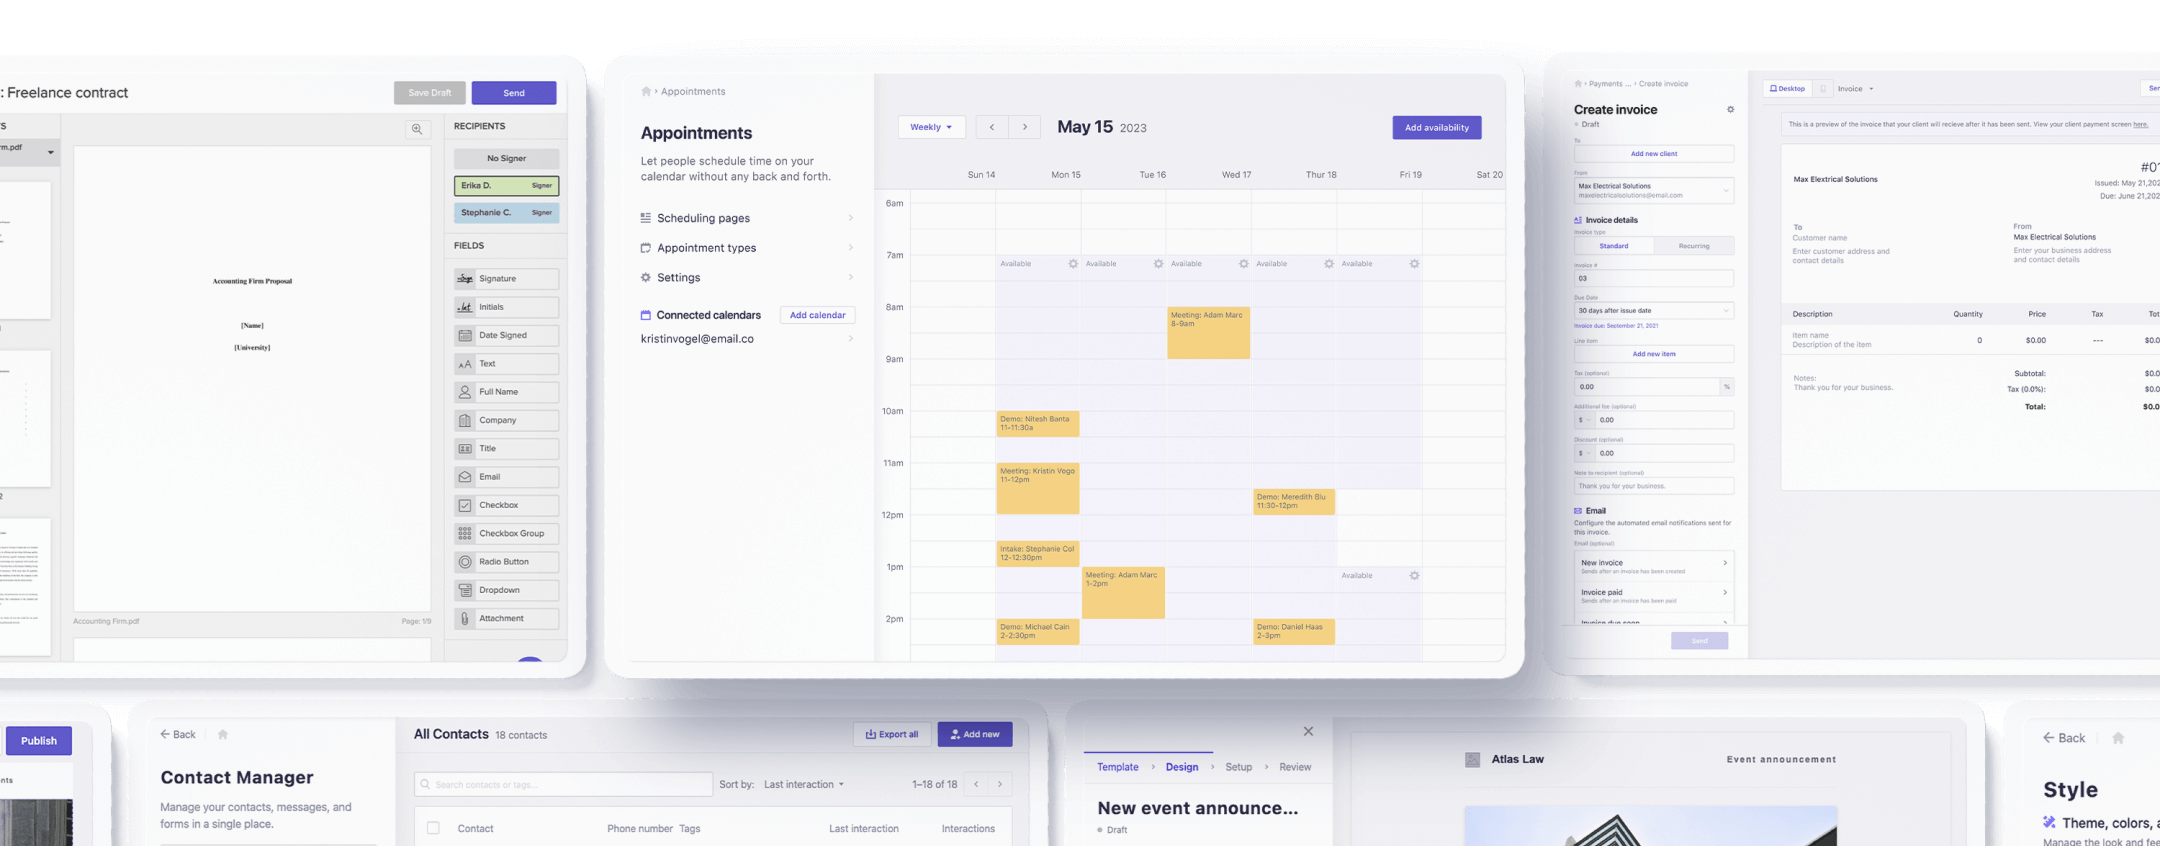 : Freelance contract
Save Draft
Send
rm.pdf
Accounting Firm Proposal
[Name]
[University]
Accounting Firm.pdf
Page: 1/9
RECIPIENTS
No Signer
Erika D. Signer
Stephanie C. Signer
FIELDS
Signature
Initials
Date Signed
Text
Full Name
Company
Title
Email
Checkbox
Checkbox Group
Radio Button
Dropdown
Attachment
› Appointments
Appointments
Let people schedule time on your
calendar without any back and forth.
Scheduling pages
Appointment types
Settings
Connected calendars
Add calendar
kristinvogel@email.co
Weekly
May 15 2023
Add availability
Sun 14 Mon 15 Tue 16 Wed 17 Thur 18 Fri 19 Sat 20
6am
7am
Available Available Available Available Available
8am
Meeting: Adam Marc
8-9am
9am
10am
Demo: Nitesh Banta
11-11:30a
11am
Meeting: Kristin Vogo
11-12pm
Demo: Meredith Blu
11:30-12pm
12pm
Intake: Stephanie Col
12-12:30pm
1pm
Meeting: Adam Marc
1-2pm
Available
2pm
Demo: Michael Cain
2-2:30pm
Demo: Daniel Haas
2-3pm
› Payments ... › Create invoice
Create invoice
Draft
To
Add new client
From
Max Electrical Solutions
maxelectricalsolutions@email.com
Invoice details
Invoice type
Standard Recurring
Invoice #
03
Due Date
30 days after issue date
Invoice due: September 21, 2021
Line item
Add new item
Tax (optional)
0.00 %
Additional fee (optional)
$ 0.00
Discount (optional)
$ 0.00
Note to recipient (optional)
Thank you for your business.
Email
Configure the automated email notifications sent for
this invoice.
Email (optional)
New invoice
Sends after an invoice has been created
Invoice paid
Sends after an invoice has been paid
Invoice due soon
Send
Desktop
Invoice
This is a preview of the invoice that your client will recieve after it has been sent. View your client payment screen here.
#01
Max Elextrical Solutions
Issued: May 21,202
Due: June 21,202
To
Customer name
Enter customer address and
contact details
From
Max Electrical Solutions
Enter your business address
and contact details
Description Quantity Price Tax Tot
Item name
Description of the item
0 $0.00 --- $0.0
Notes:
Thank you for your business.
Subtotal: $0.0
Tax (0.0%): $0.0
Total: $0.0
Publish
nts
Back
Contact Manager
Manage your contacts, messages, and
forms in a single place.
All Contacts 18 contacts
Export all
Add new
Search contacts or tags...
Sort by: Last interaction
1–18 of 18
Contact Phone number Tags Last interaction Interactions
Template › Design › Setup › Review
New event announce...
Draft
Atlas Law
Event announcement
Back
Style
Theme, colors, a
Manage the look and fee